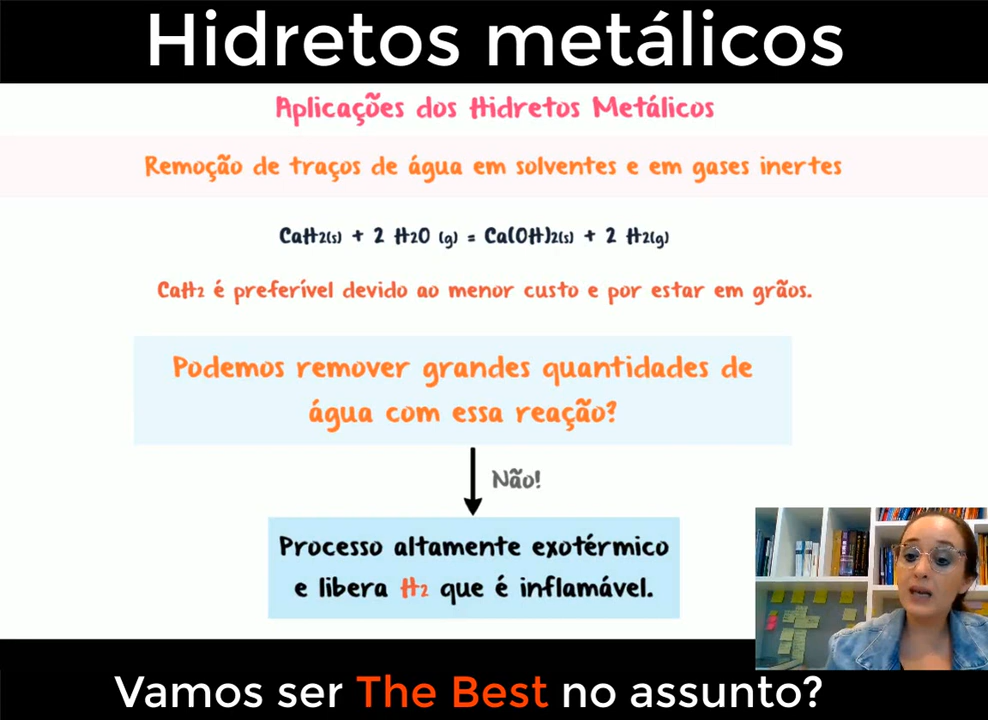 Hidretos metálicos
Aplicações dos Hidretos Metálicos
Remoção de traços de água em solventes e em gases inertes
CaH2(s) + 2 H2O (g) = Ca(OH)2(s) + 2 H2(g)
CaH2 é preferível devido ao menor custo e por estar em grãos.
Podemos remover grandes quantidades de
água com essa reação?
Não!
Processo altamente exotérmico
e libera H2 que é inflamável.
Vamos ser The Best no assunto?